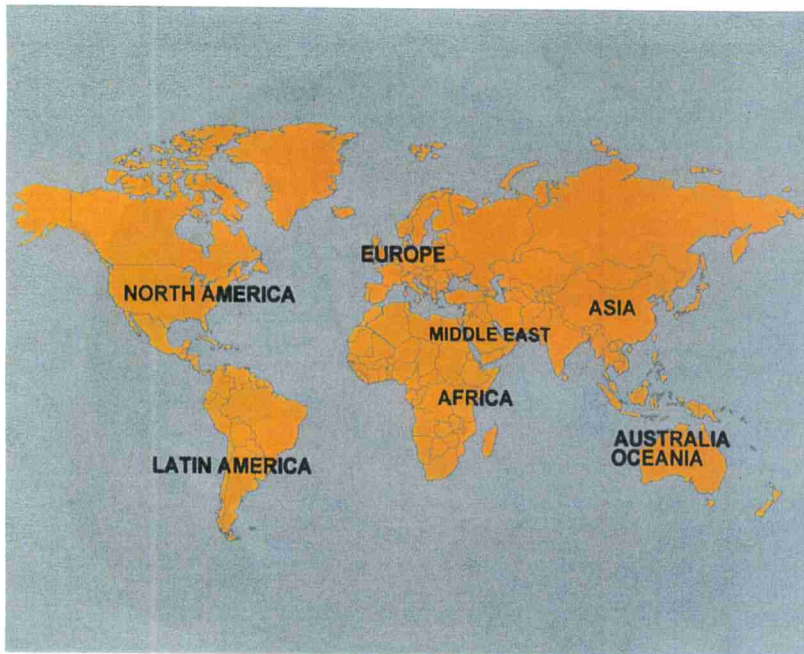 EUROPE
NORTH AMERICA
ASIA
MIDDLE EAST
AFRICA
AUSTRALIA
OCEANIA
LATIN AMERICA